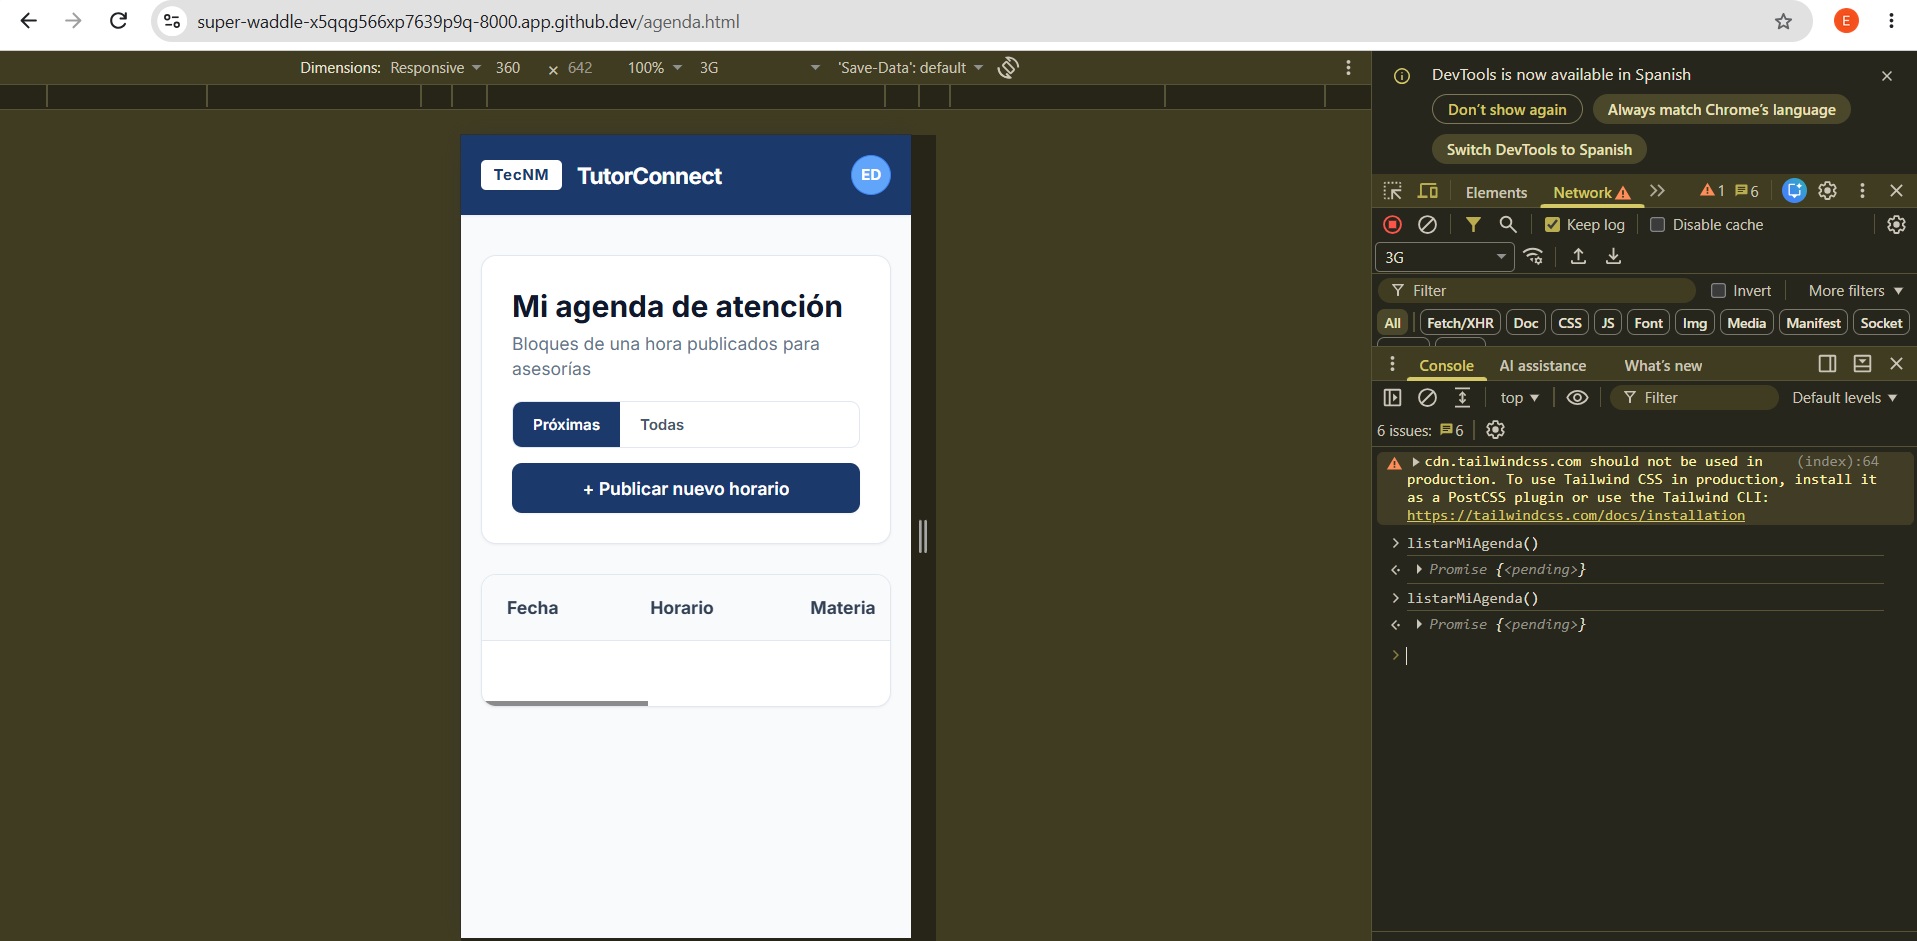 super-waddle-x5qqg566xp7639p9q-8000.app.github.dev/agenda.html
E
Dimensions: Responsive 360 × 642 100% 3G 'Save-Data': default
TecNM TutorConnect ED
Mi agenda de atención
Bloques de una hora publicados para
asesorías
Próximas Todas
+ Publicar nuevo horario
Fecha Horario Materia
DevTools is now available in Spanish
Don't show again Always match Chrome's language
Switch DevTools to Spanish
Elements Network 1 6
Keep log Disable cache
3G
Filter Invert More filters
All Fetch/XHR Doc CSS JS Font Img Media Manifest Socket
Console AI assistance What's new
top Filter Default levels
6 issues: 6
cdn.tailwindcss.com should not be used in (index):64
production. To use Tailwind CSS in production, install it
as a PostCSS plugin or use the Tailwind CLI:
https://tailwindcss.com/docs/installation
listarMiAgenda()
Promise {<pending>}
listarMiAgenda()
Promise {<pending>}